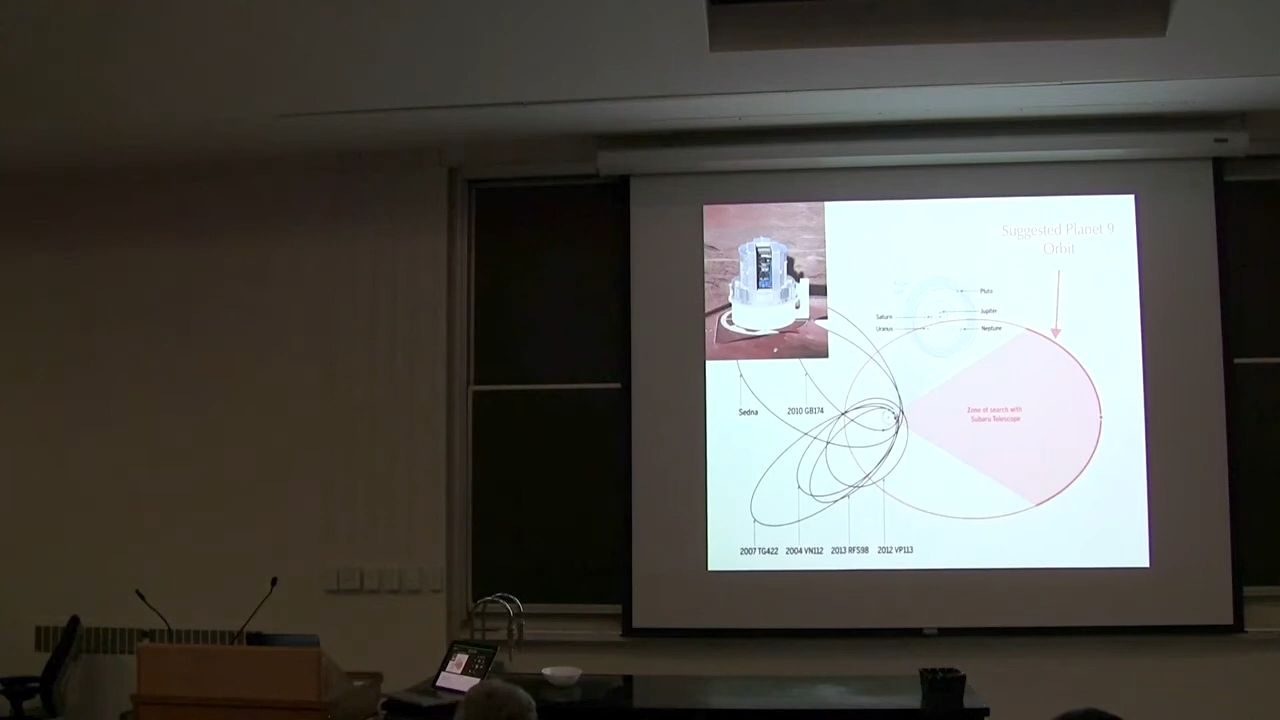 Suggested Planet 9
Orbit
Pluto
Saturn
Jupiter
Uranus
Neptune
Sedna
2010 GB174
Zone of search with
Subaru Telescope
2007 TG422
2004 VN112
2013 RF598
2012 VP113